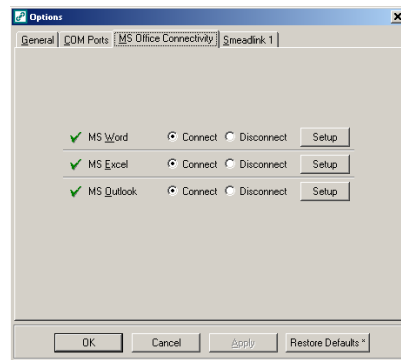 Options
General COM Ports MS Office Connectivity Smeadlink 1
MS Word Connect Disconnect Setup
MS Excel Connect Disconnect Setup
MS Outlook Connect Disconnect Setup
OK Cancel Apply Restore Defaults *